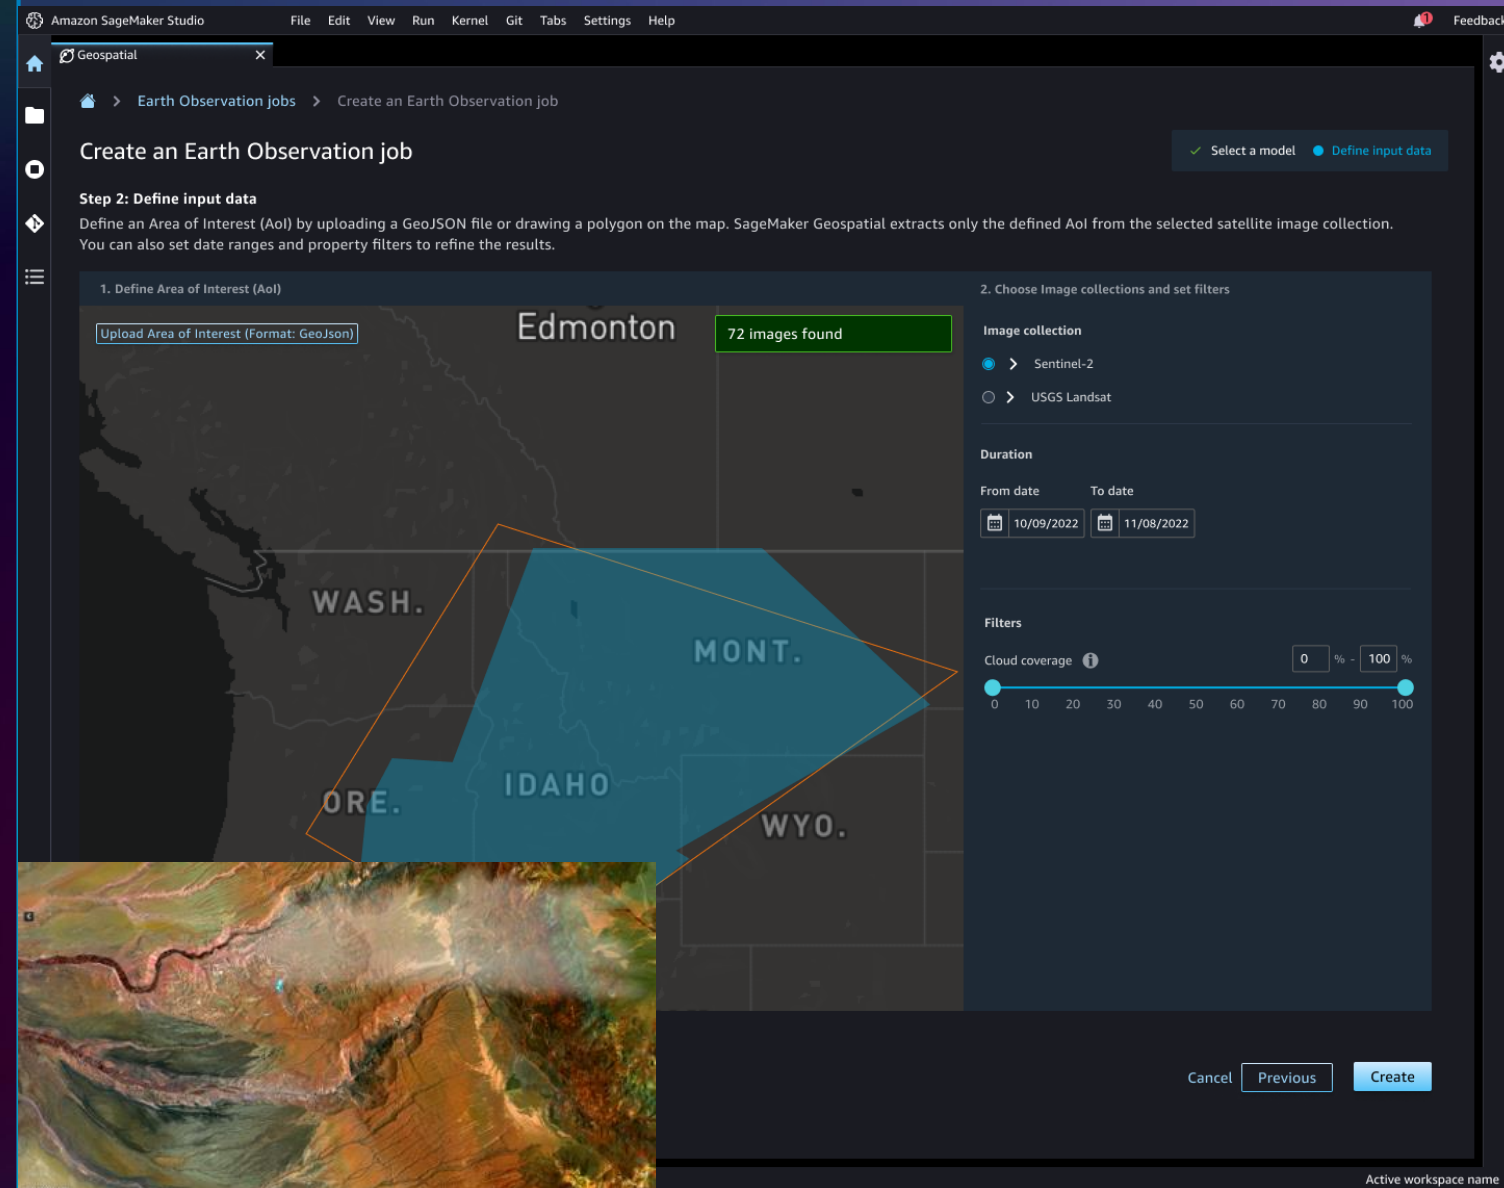 Amazon SageMaker Studio
File Edit View Run Kernel Git Tabs Settings Help
1
Feedback
Geospatial
Earth Observation jobs > Create an Earth Observation job
Create an Earth Observation job
Select a model
Define input data
Step 2: Define input data
Define an Area of Interest (AoI) by uploading a GeoJSON file or drawing a polygon on the map. SageMaker Geospatial extracts only the defined AoI from the selected satellite image collection.
You can also set date ranges and property filters to refine the results.
1. Define Area of Interest (AoI)
Upload Area of Interest (Format: GeoJson)
Edmonton
72 images found
WASH.
MONT.
ORE.
IDAHO
WYO.
2. Choose Image collections and set filters
Image collection
Sentinel-2
USGS Landsat
Duration
From date To date
10/09/2022 11/08/2022
Filters
Cloud coverage 0 % - 100 %
0 10 20 30 40 50 60 70 80 90 100
Cancel Previous Create
Active workspace name